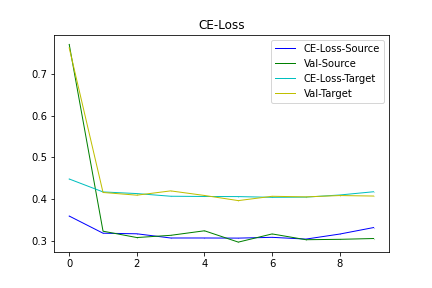 CE-Loss
CE-Loss-Source
Val-Source
CE-Loss-Target
Val-Target
0.7
0.6
0.5
0.4
0.3
0 2 4 6 8